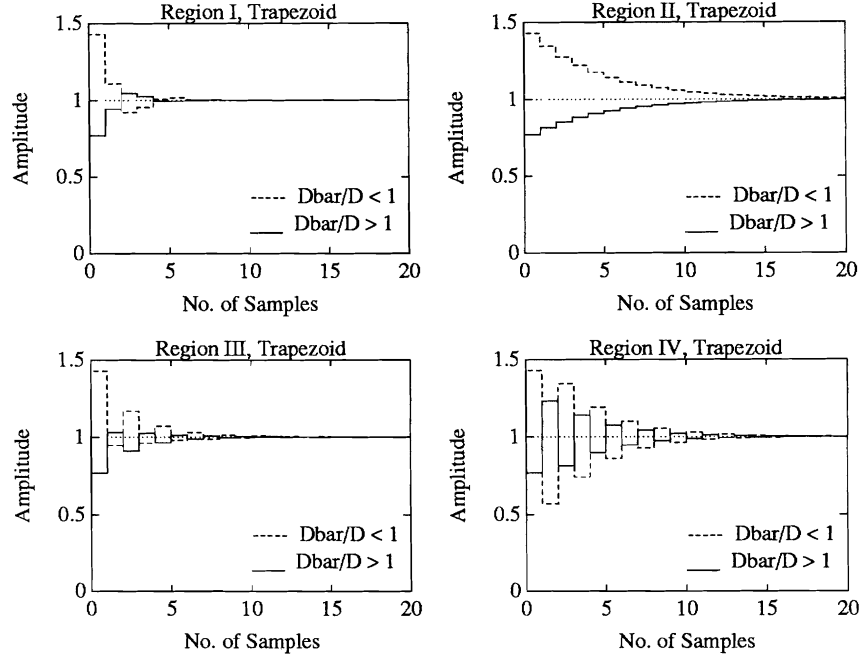 Region I, Trapezoid
1.5
1
0.5
0
Amplitude
Dbar/D < 1
Dbar/D > 1
0 5 10 15 20
No. of Samples
Region II, Trapezoid
1.5
1
0.5
0
Amplitude
Dbar/D < 1
Dbar/D > 1
0 5 10 15 20
No. of Samples
Region III, Trapezoid
1.5
1
0.5
0
Amplitude
Dbar/D < 1
Dbar/D > 1
0 5 10 15 20
No. of Samples
Region IV, Trapezoid
1.5
1
0.5
0
Amplitude
Dbar/D < 1
Dbar/D > 1
0 5 10 15 20
No. of Samples